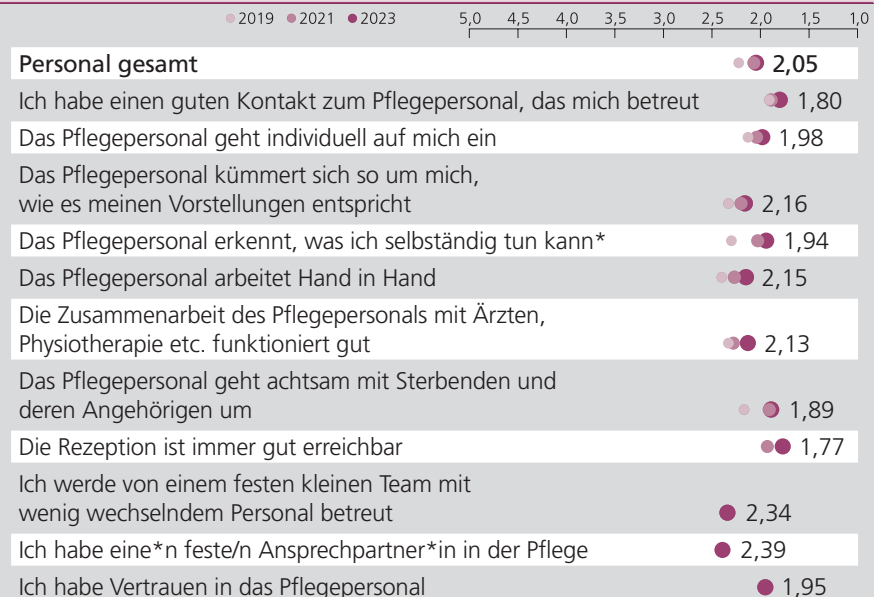 2019 2021 2023 5,0 4,5 4,0 3,5 3,0 2,5 2,0 1,5 1,0
Personal gesamt 2,05
Ich habe einen guten Kontakt zum Pflegepersonal, das mich betreut 1,80
Das Pflegepersonal geht individuell auf mich ein 1,98
Das Pflegepersonal kümmert sich so um mich,
wie es meinen Vorstellungen entspricht 2,16
Das Pflegepersonal erkennt, was ich selbständig tun kann* 1,94
Das Pflegepersonal arbeitet Hand in Hand 2,15
Die Zusammenarbeit des Pflegepersonals mit Ärzten,
Physiotherapie etc. funktioniert gut 2,13
Das Pflegepersonal geht achtsam mit Sterbenden und
deren Angehörigen um 1,89
Die Rezeption ist immer gut erreichbar 1,77
Ich werde von einem festen kleinen Team mit
wenig wechselndem Personal betreut 2,34
Ich habe eine*n feste/n Ansprechpartner*in in der Pflege 2,39
Ich habe Vertrauen in das Pflegepersonal 1,95